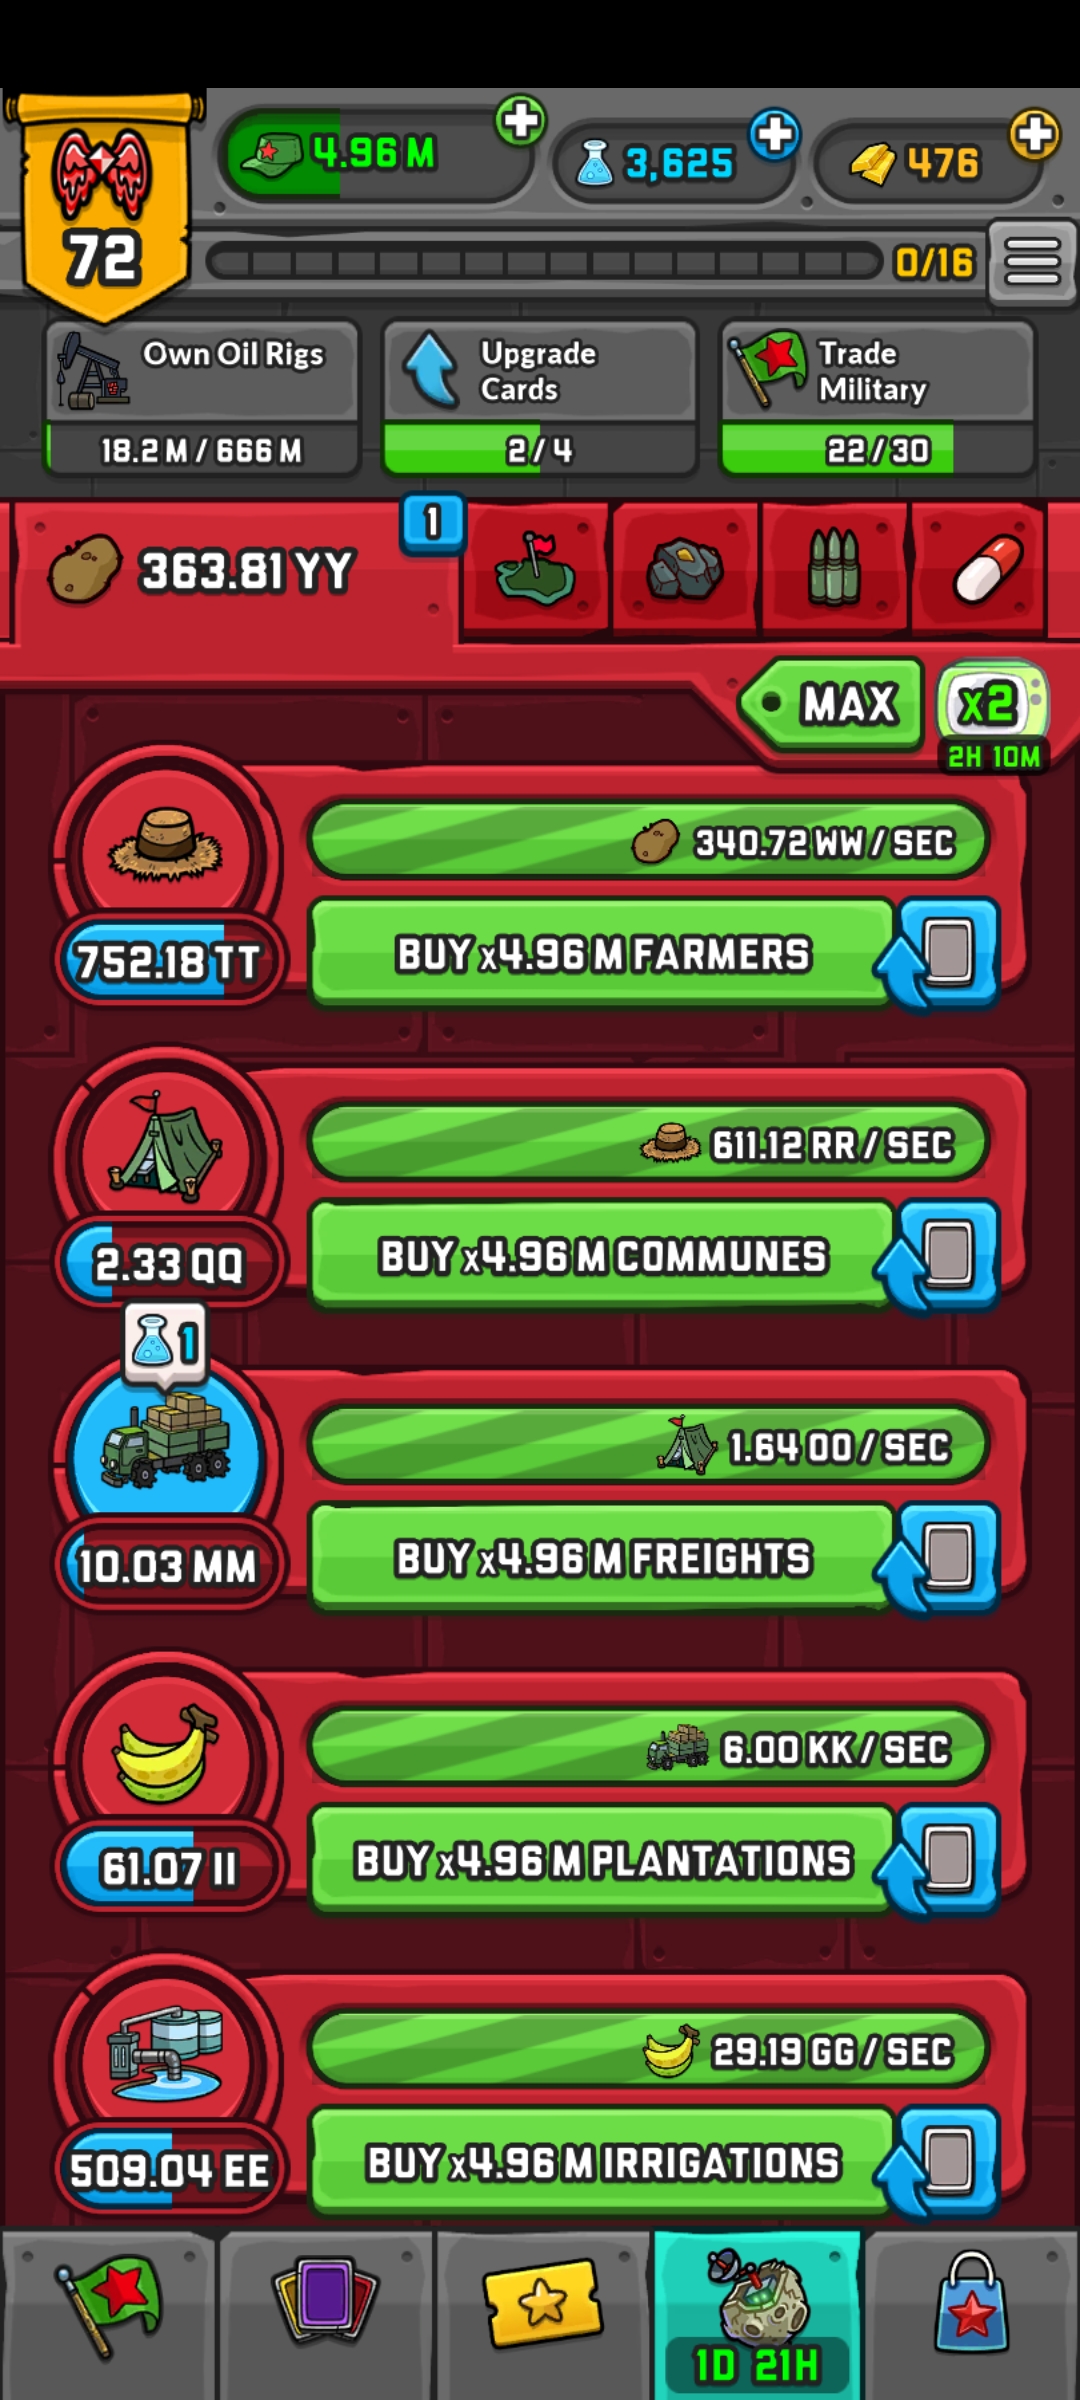 72
4.96 M
3,625
476
0/16
Own Oil Rigs
18.2 M / 666 M
Upgrade
Cards
2/4
Trade
Military
22/30
363.81 YY
1
MAX
x2
2H 10M
340.72 WW / SEC
752.18 TT
BUY x4.96 M FARMERS
611.12 RR / SEC
2.33 QQ
BUY x4.96 M COMMUNES
1
1.64 OO / SEC
10.03 MM
BUY x4.96 M FREIGHTS
6.00 KK / SEC
61.07 II
BUY x4.96 M PLANTATIONS
29.19 GG / SEC
509.04 EE
BUY x4.96 M IRRIGATIONS
1D 21H